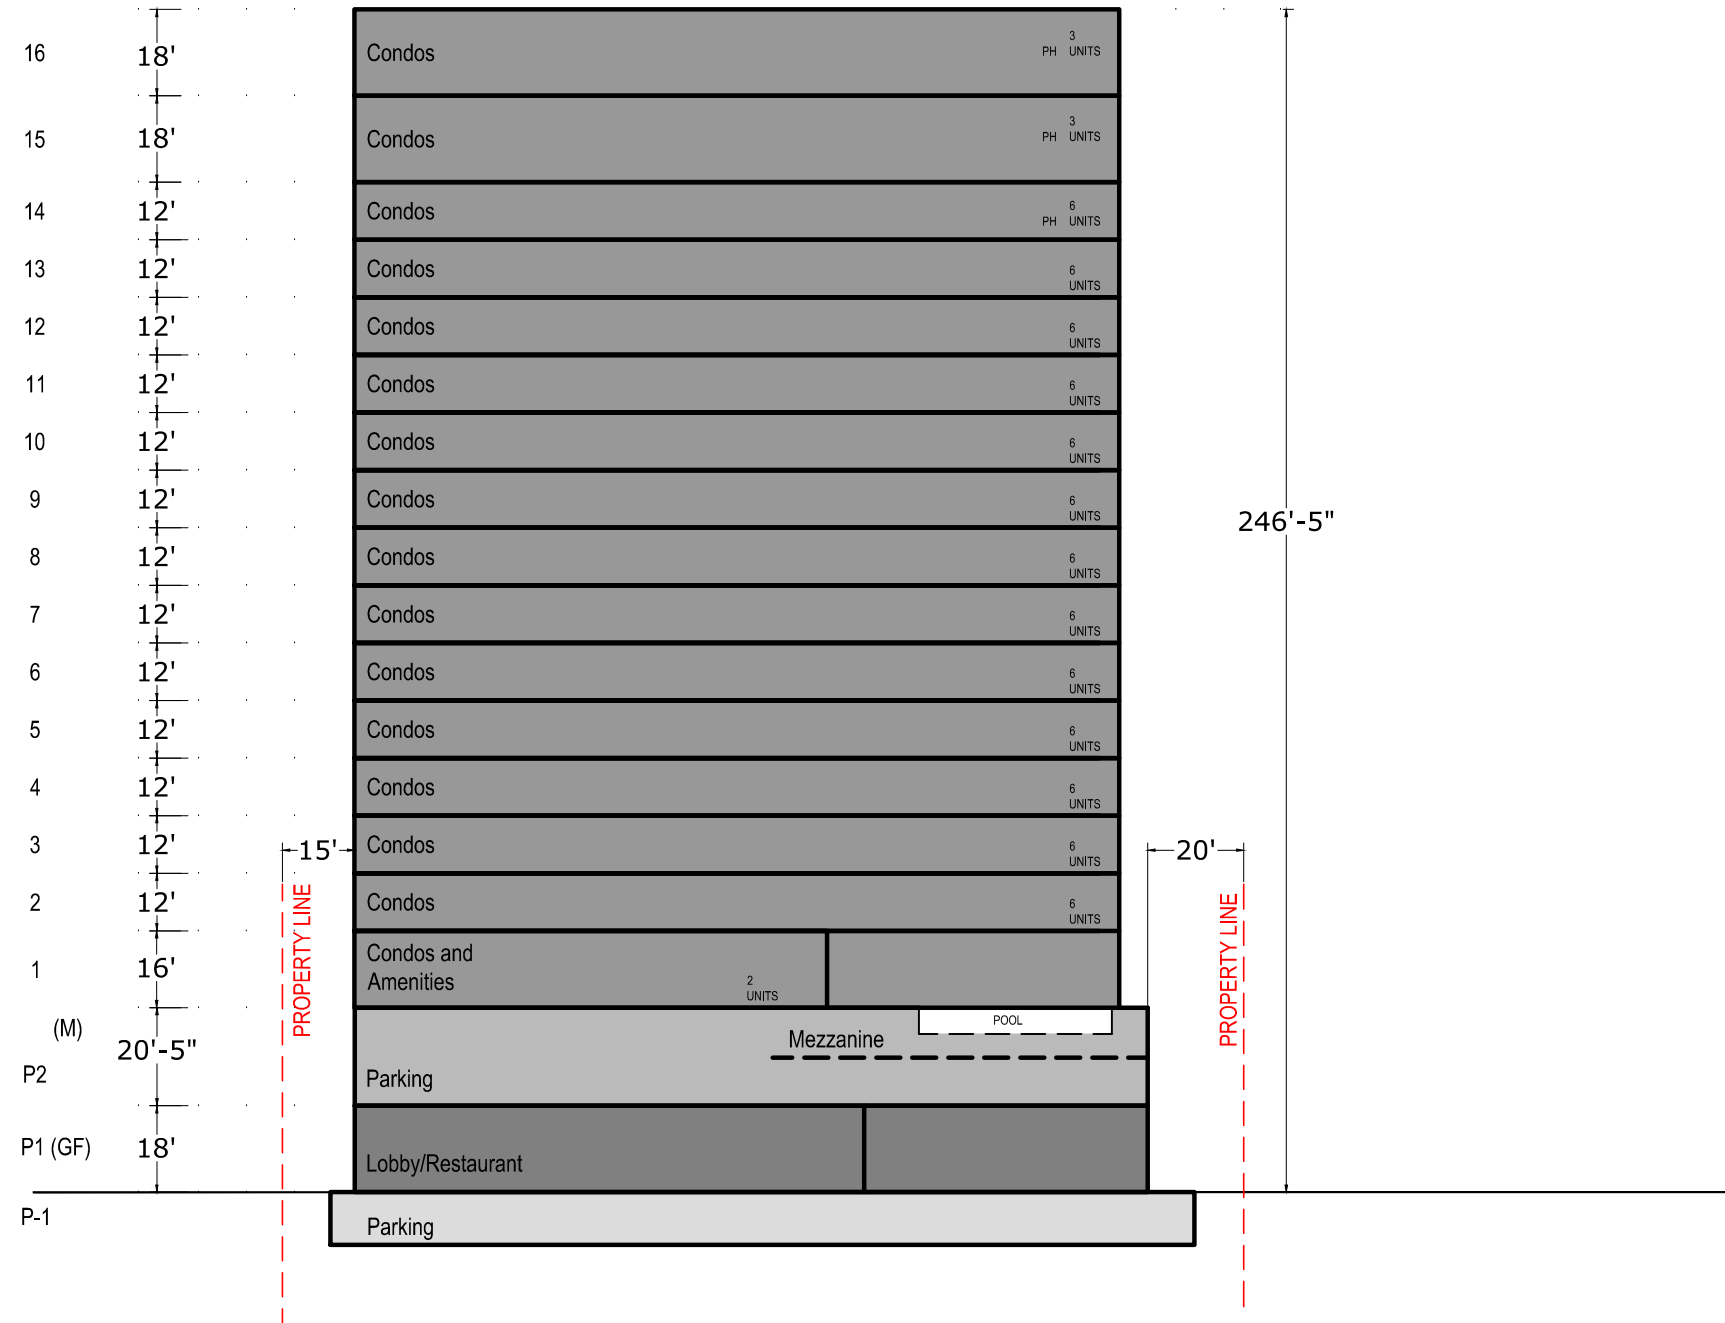 16 18' Condos PH 3 UNITS
15 18' Condos PH 3 UNITS
14 12' Condos PH 6 UNITS
13 12' Condos 6 UNITS
12 12' Condos 6 UNITS
11 12' Condos 6 UNITS
10 12' Condos 6 UNITS
9 12' Condos 6 UNITS
246'-5"
8 12' Condos 6 UNITS
7 12' Condos 6 UNITS
6 12' Condos 6 UNITS
5 12' Condos 6 UNITS
4 12' Condos 6 UNITS
3 12' 15' Condos 6 UNITS 20'
2 12' Condos 6 UNITS
PROPERTY LINE
PROPERTY LINE
1 16' Condos and
Amenities 2 UNITS
(M) POOL
20'-5" Mezzanine
P2 Parking
P1 (GF) 18' Lobby/Restaurant
P-1 Parking